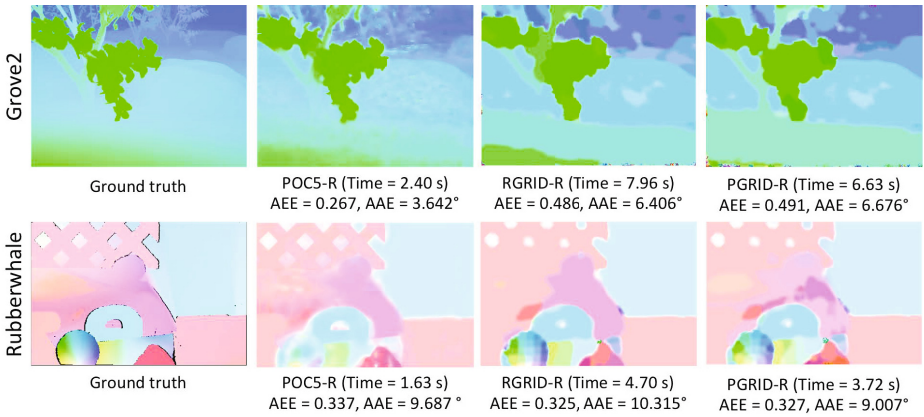 Grove2
Ground truth
POC5-R (Time = 2.40 s)
AEE = 0.267, AAE = 3.642°
RGRID-R (Time = 7.96 s)
AEE = 0.486, AAE = 6.406°
PGRID-R (Time = 6.63 s)
AEE = 0.491, AAE = 6.676°
Rubberwhale
Ground truth
POC5-R (Time = 1.63 s)
AEE = 0.337, AAE = 9.687 °
RGRID-R (Time = 4.70 s)
AEE = 0.325, AAE = 10.315°
PGRID-R (Time = 3.72 s)
AEE = 0.327, AAE = 9.007°